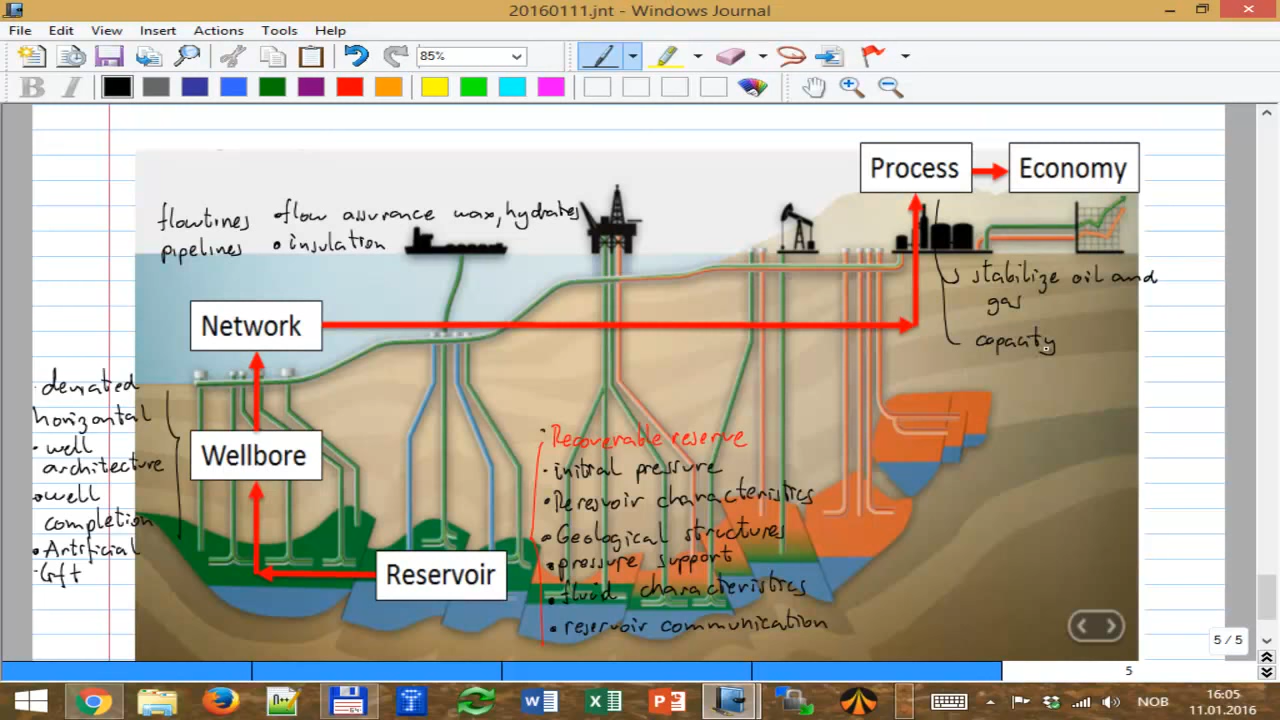 20160111.jnt - Windows Journal
File Edit View Insert Actions Tools Help
85%
B I
Process
Economy
flowlines flow assurance wax, hydrates
pipelines • insulation
stabilize oil and
gas
capacity
Network
deviated
horizontal
• well
architecture
• well
completion
• Artificial
• Lift
Wellbore
Reservoir
• Recoverable reserve
• initial pressure
• Reservoir characteristics
• Geological structures
• pressure support
• fluid characteristics
• reservoir communication
5 / 5
5
NOB
16:05
11.01.2016